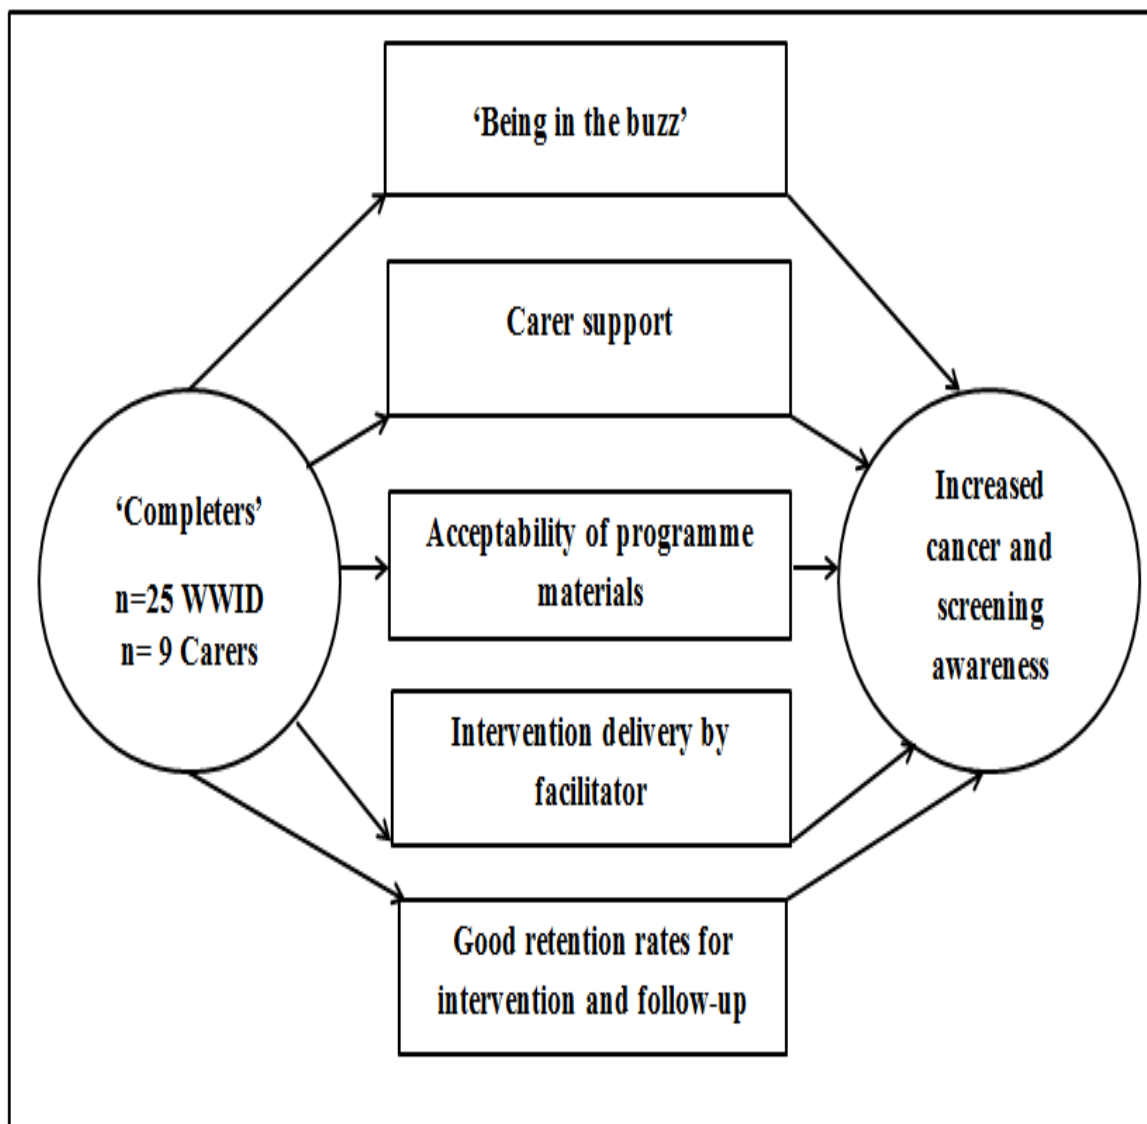 ‘Being in the buzz’
Carer support
‘Completers’
n=25 WWID
n= 9 Carers
Acceptability of programme
materials
Intervention delivery by
facilitator
Good retention rates for
intervention and follow-up
Increased
cancer and
screening
awareness